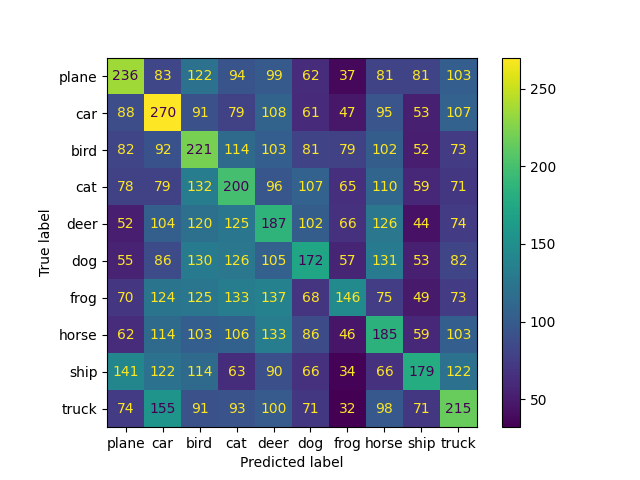 plane 236 83 122 94 99 62 37 81 81 103
car 88 270 91 79 108 61 47 95 53 107
bird 82 92 221 114 103 81 79 102 52 73
cat 78 79 132 200 96 107 65 110 59 71
deer 52 104 120 125 187 102 66 126 44 74
dog 55 86 130 126 105 172 57 131 53 82
frog 70 124 125 133 137 68 146 75 49 73
horse 62 114 103 106 133 86 46 185 59 103
ship 141 122 114 63 90 66 34 66 179 122
truck 74 155 91 93 100 71 32 98 71 215
plane car bird cat deer dog frog horse ship truck
Predicted label
True label
250
200
150
100
50